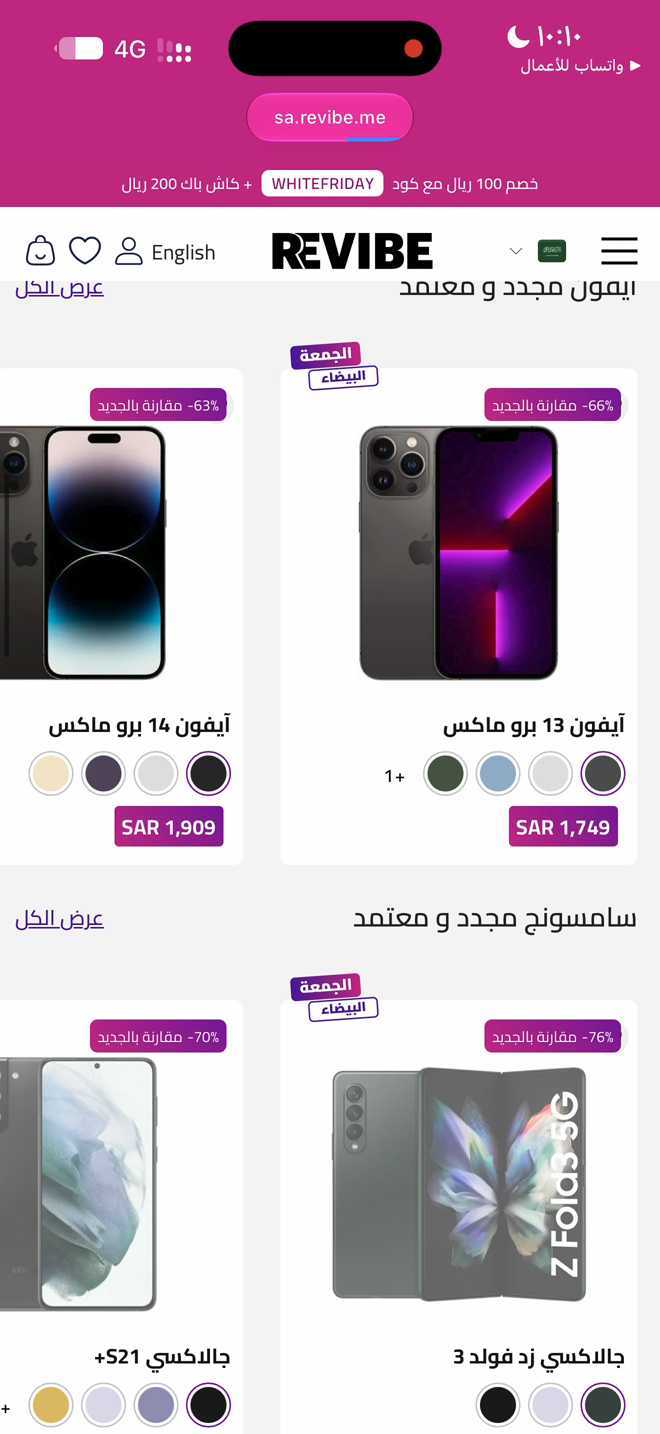 ١٠:١٠
4G
◀ واتساب للأعمال
sa.revibe.me
خصم 100 ريال مع كود WHITEFRIDAY + كاش باك 200 ريال
REVIBE
English
آيفون مجدد و معتمد
عرض الكل
الجمعة
البيضاء
-66% مقارنة بالجديد
-63% مقارنة بالجديد
آيفون 13 برو ماكس
آيفون 14 برو ماكس
+1
SAR 1,749
SAR 1,909
سامسونج مجدد و معتمد
عرض الكل
الجمعة
البيضاء
-76% مقارنة بالجديد
-70% مقارنة بالجديد
Z Fold3 5G
جالاكسي زد فولد 3
جالاكسي S21+
+